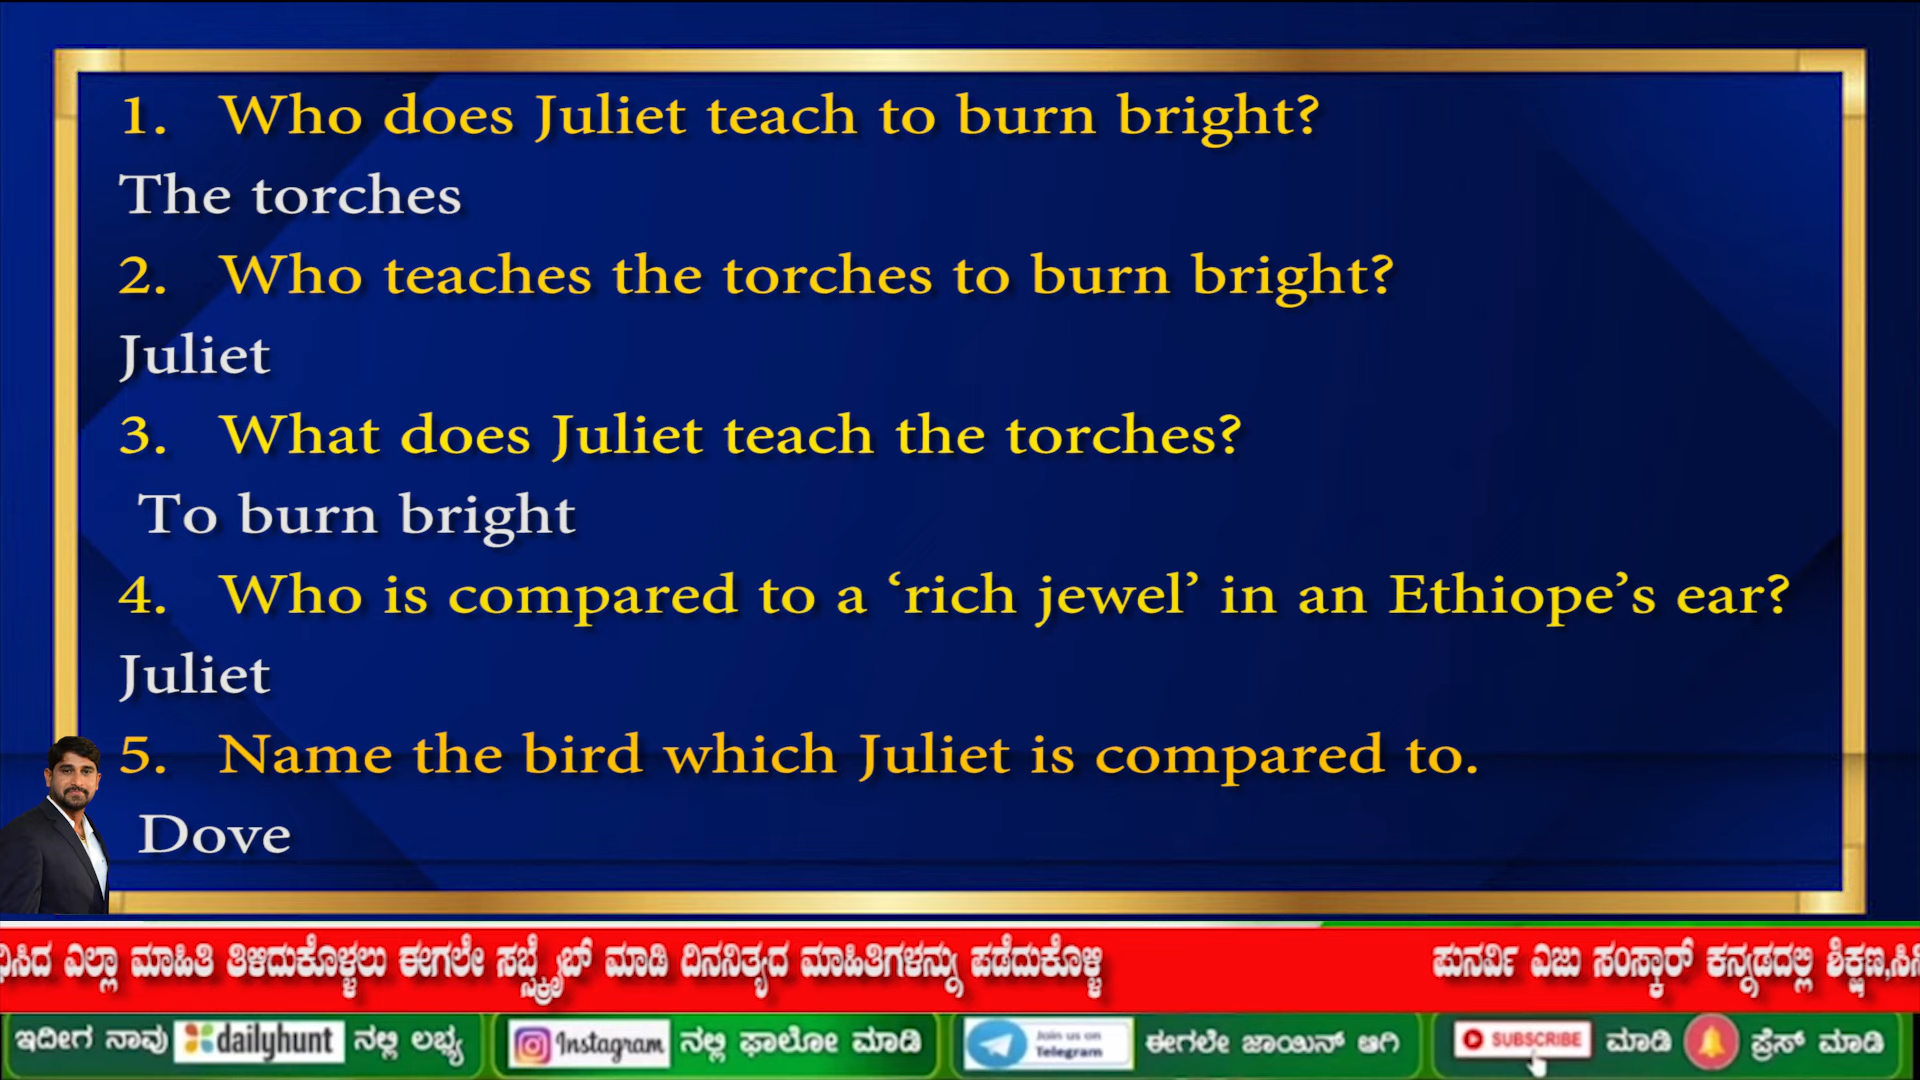 1. Who does Juliet teach to burn bright?
The torches
2. Who teaches the torches to burn bright?
Juliet
3. What does Juliet teach the torches?
To burn bright
4. Who is compared to a ‘rich jewel’ in an Ethiope’s ear?
Juliet
5. Name the bird which Juliet is compared to.
Dove
ಎಲ್ಲಾ ಮಾಹಿತಿ ತಿಳಿದುಕೊಳ್ಳಲು ಈಗಲೇ ಸಬ್ಸ್ಕ್ರೈಬ್ ಮಾಡಿ ದಿನನಿತ್ಯದ ಮಾಹಿತಿಗಳನ್ನು ಪಡೆದುಕೊಳ್ಳಿ ಪುನರ್ವಿ ಎಜು ಸಂಸ್ಕಾರ್ ಕನ್ನಡದಲ್ಲಿ ಶಿಕ್ಷಣ,
ಇದೀಗ ನಾವು dailyhunt ನಲ್ಲಿ ಲಭ್ಯ Instagram ನಲ್ಲಿ ಫಾಲೋ ಮಾಡಿ Join us on Telegram ಈಗಲೇ ಜಾಯಿನ್ ಆಗಿ SUBSCRIBE ಮಾಡಿ ಪ್ರೆಸ್ ಮಾಡಿ